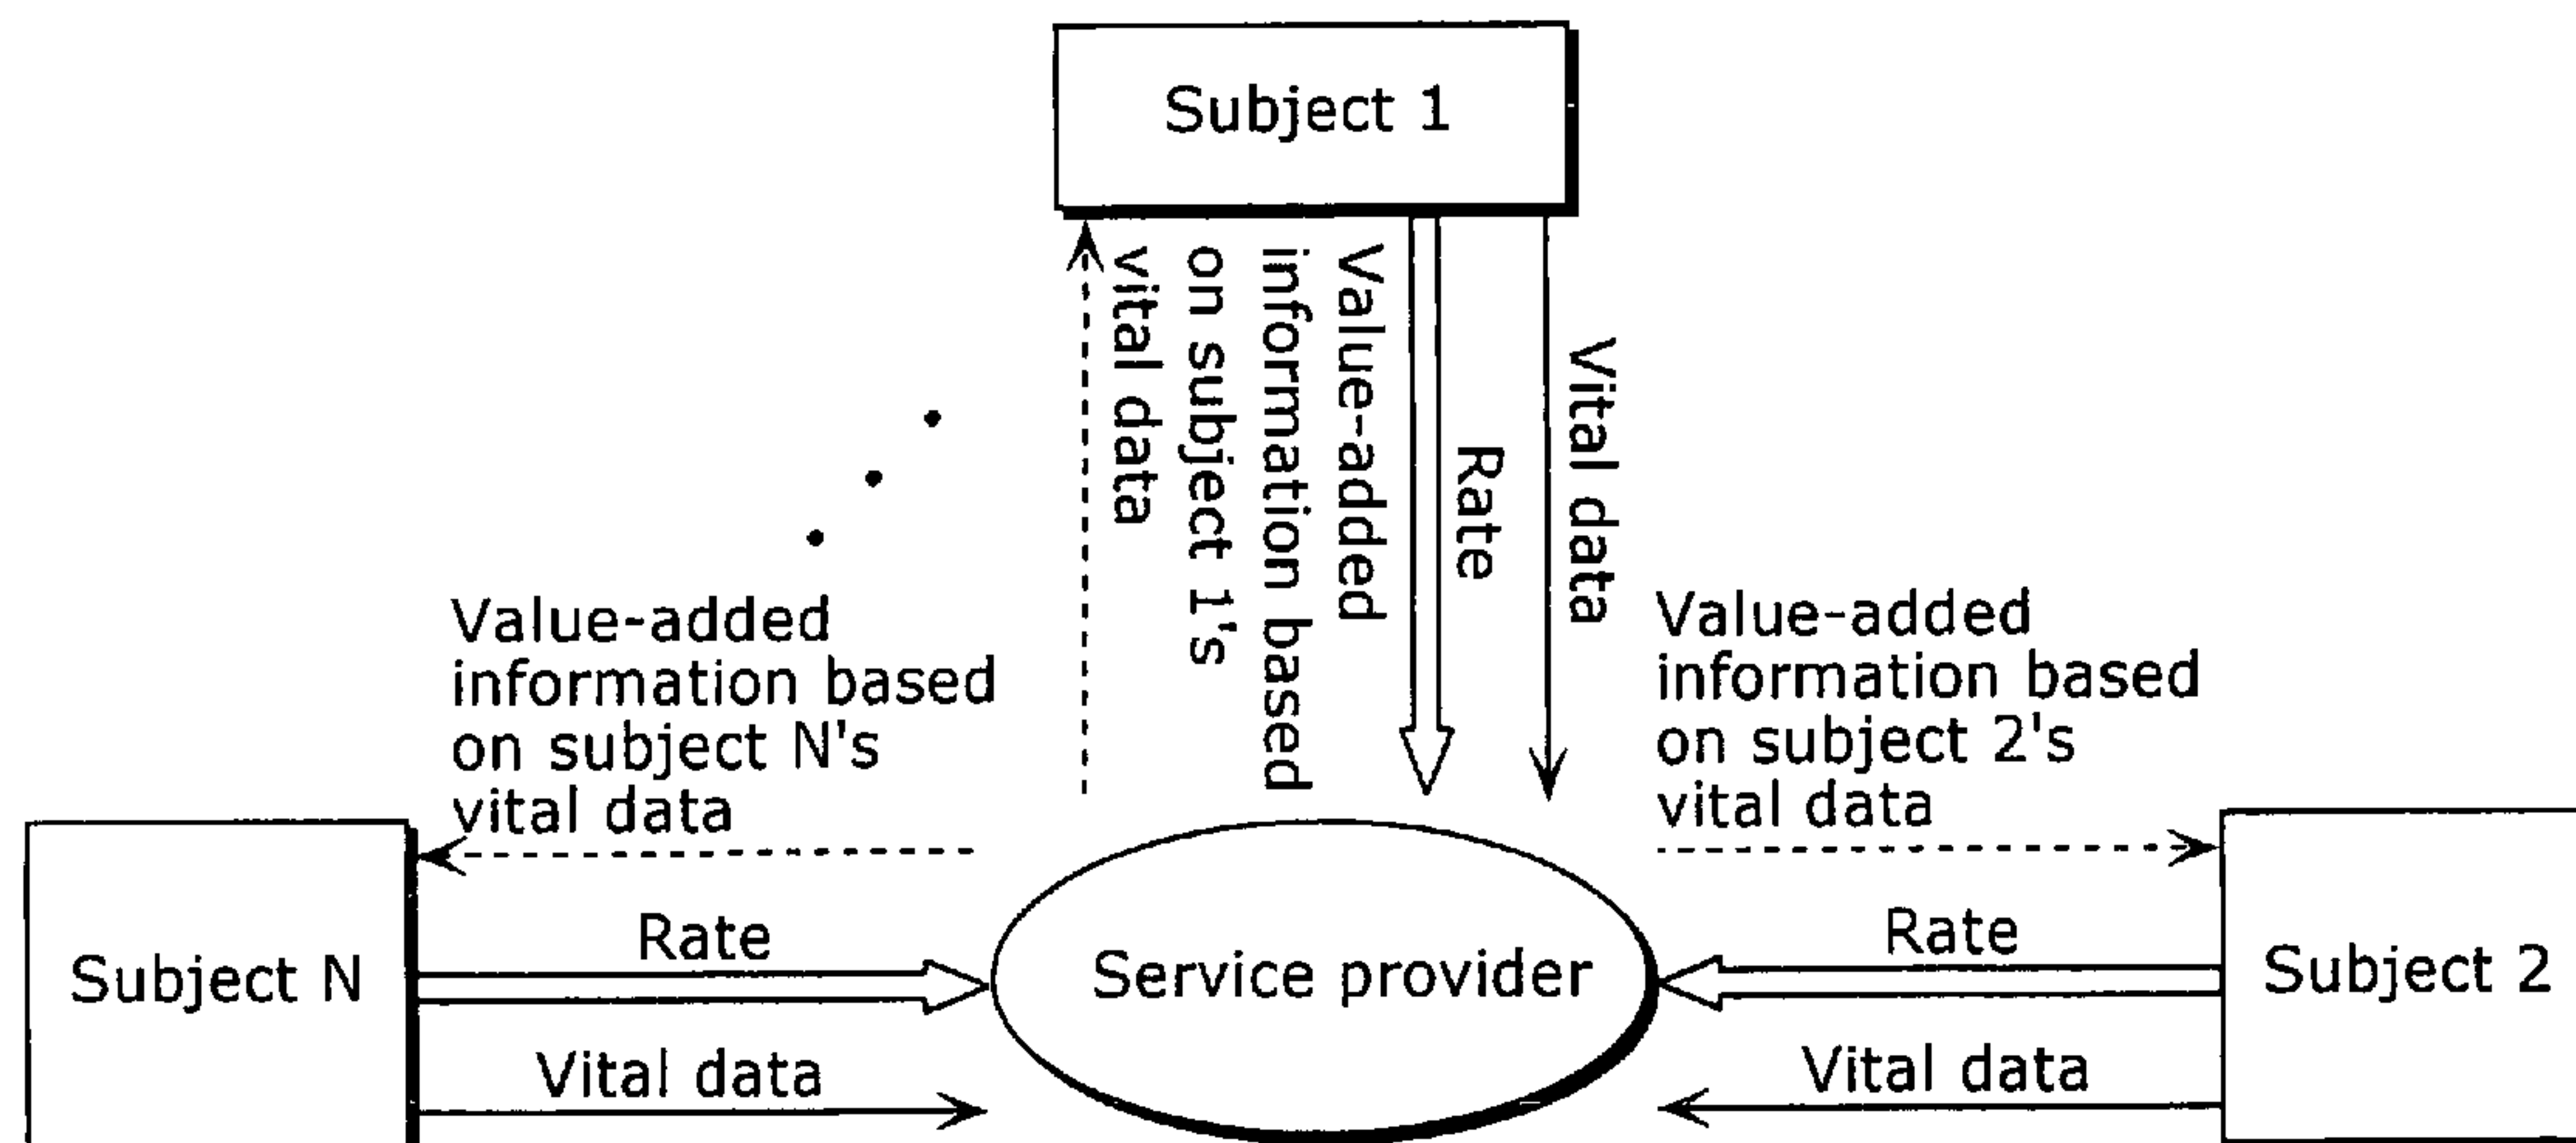 Subject 1
Value-added
information based
on subject 1's
vital data
Rate
Vital data
Value-added
information based
on subject N's
vital data
Value-added
information based
on subject 2's
vital data
Subject N
Rate
Vital data
Service provider
Rate
Vital data
Subject 2